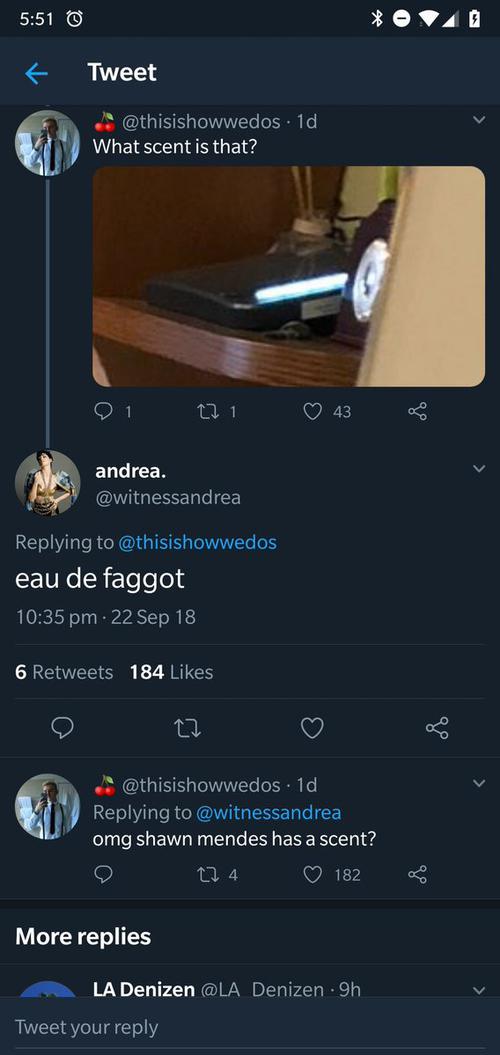 5:51
Tweet
🍒 @thisishowwedos · 1d
What scent is that?
1 1 43
andrea.
@witnessandrea
Replying to @thisishowwedos
eau de faggot
10:35 pm · 22 Sep 18
6 Retweets 184 Likes
🍒 @thisishowwedos · 1d
Replying to @witnessandrea
omg shawn mendes has a scent?
4 182
More replies
LA Denizen @LA_Denizen · 9h
Tweet your reply